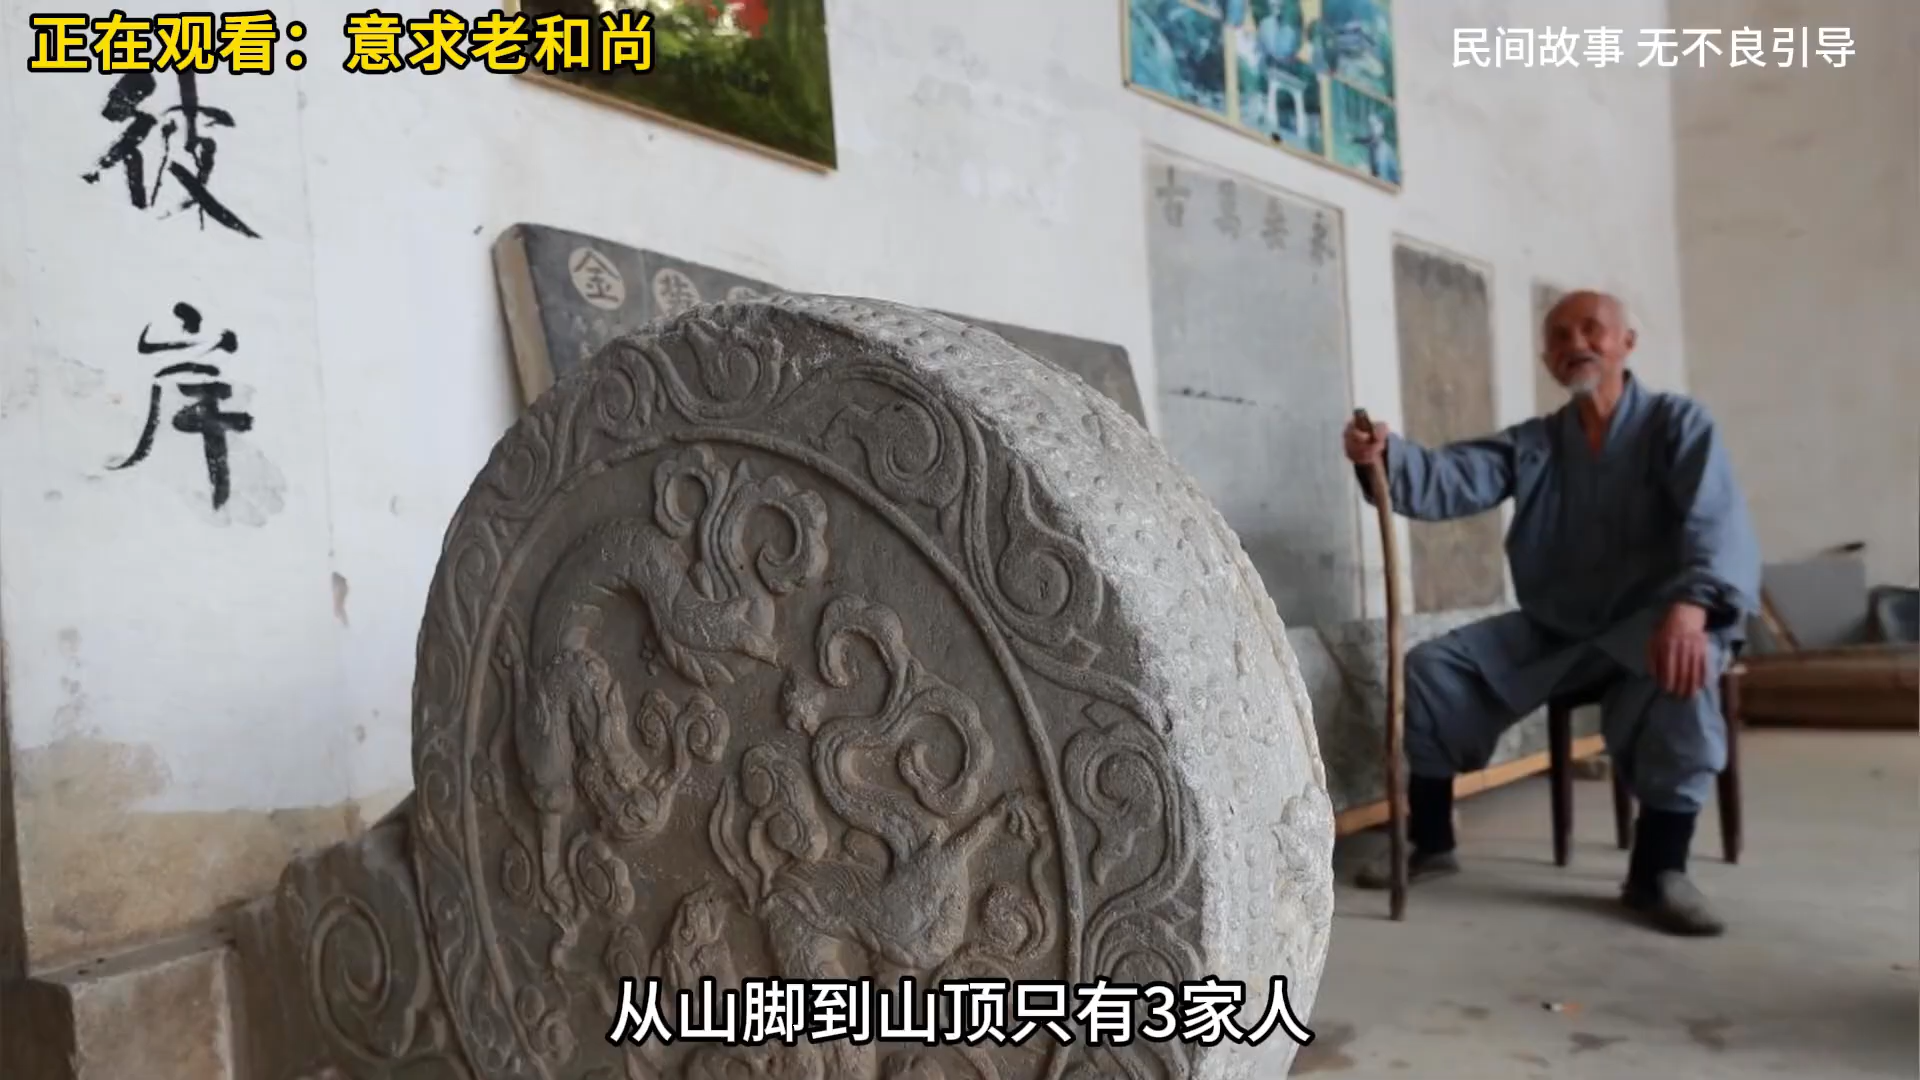 正在观看：意求老和尚
民间故事 无不良引导
彼
岸
金
从山脚到山顶只有3家人